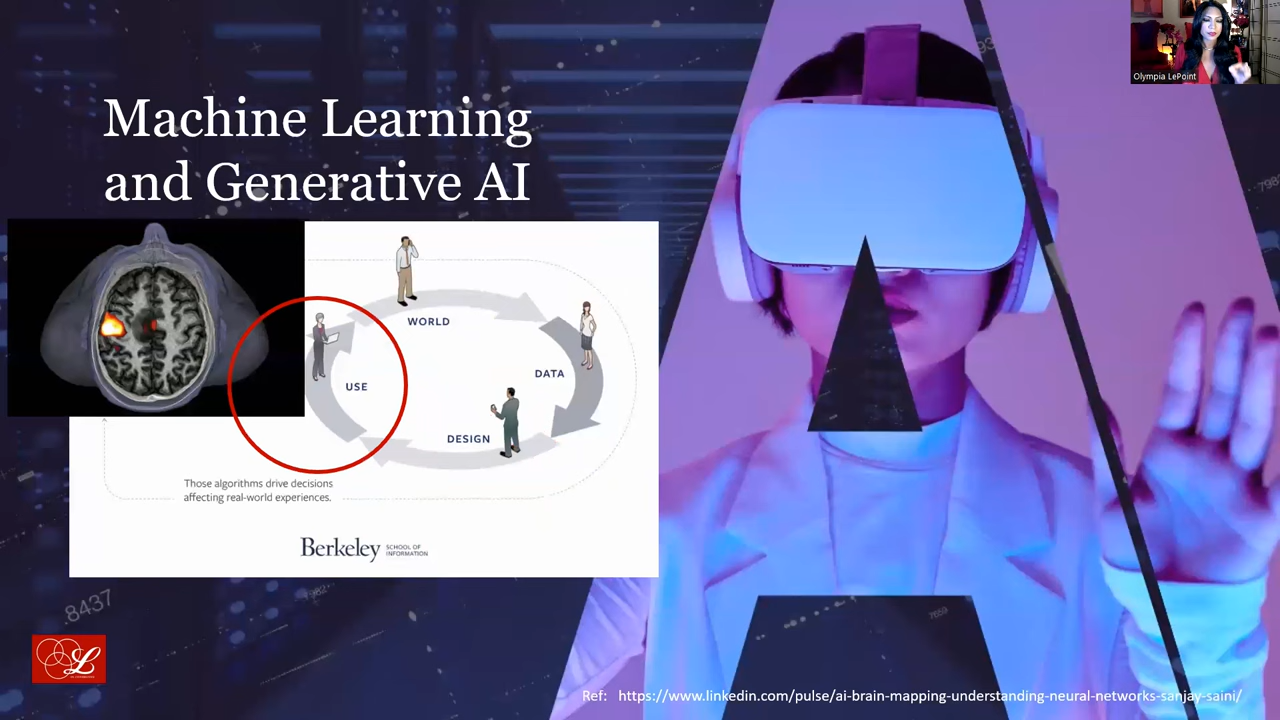 Olympia LePoint
Machine Learning
and Generative AI
WORLD
USE
DATA
DESIGN
Those algorithms drive decisions
affecting real-world experiences.
Berkeley SCHOOL OF
INFORMATION
8437
7982
7659
L
Ref: https://www.linkedin.com/pulse/ai-brain-mapping-understanding-neural-networks-sanjay-saini/